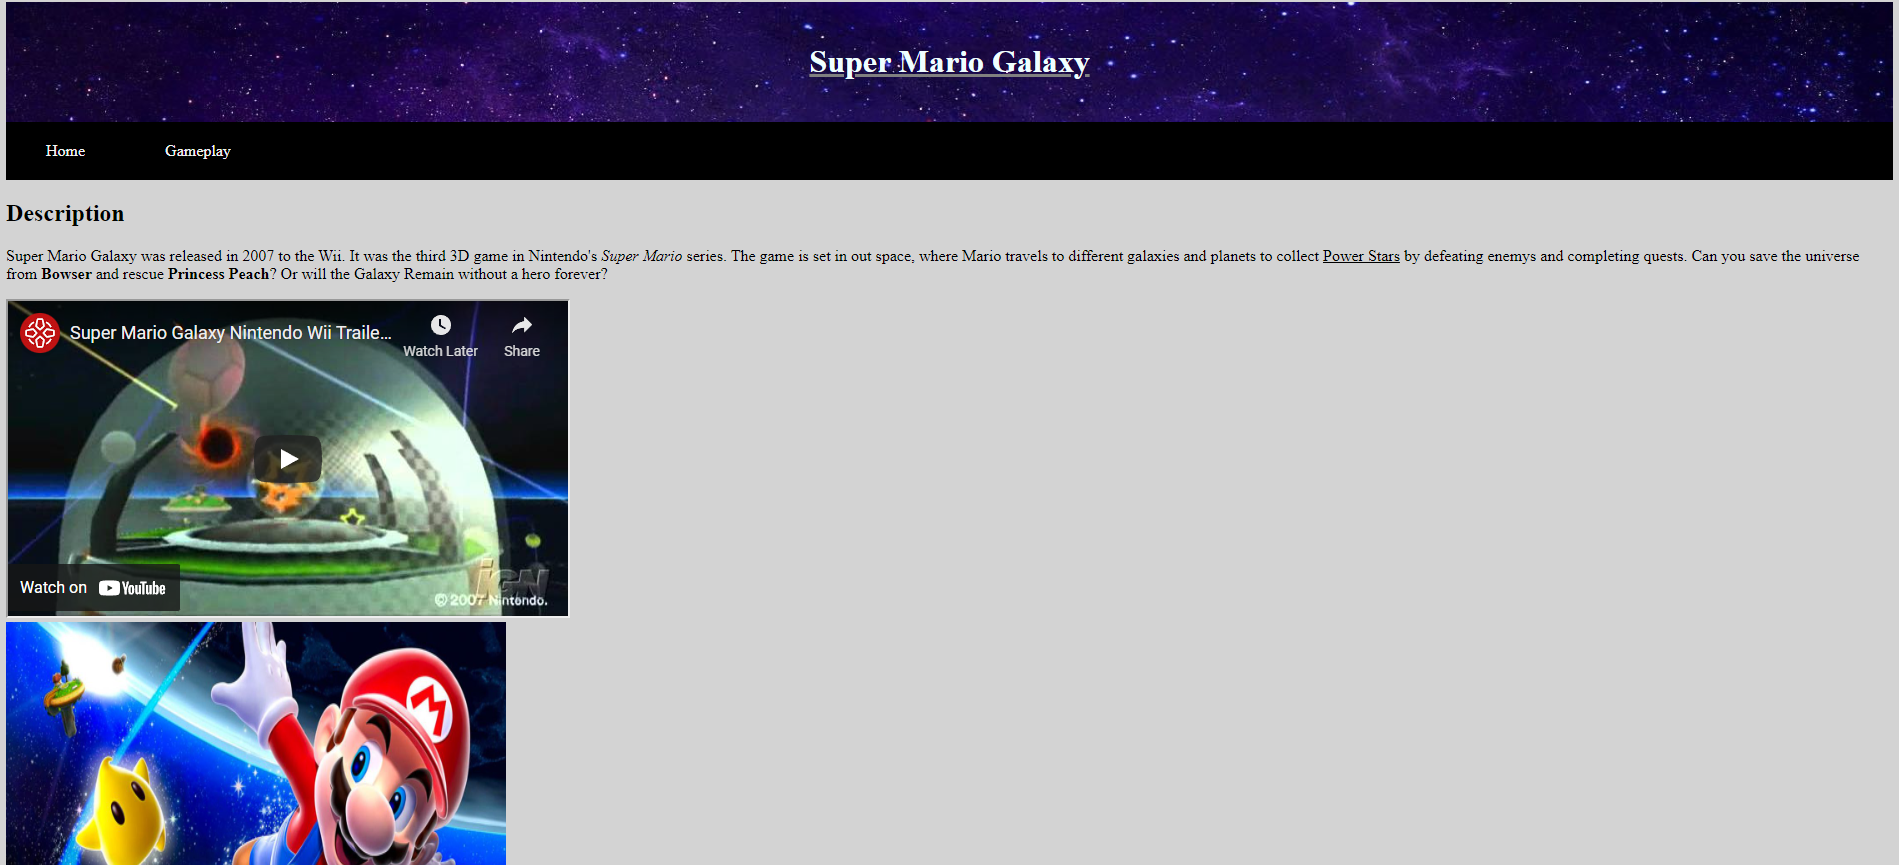 Super Mario Galaxy
Home
Gameplay
Description
Super Mario Galaxy was released in 2007 to the Wii. It was the third 3D game in Nintendo's Super Mario series. The game is set in out space, where Mario travels to different galaxies and planets to collect Power Stars by defeating enemys and completing quests. Can you save the universe
from Bowser and rescue Princess Peach? Or will the Galaxy Remain without a hero forever?
Super Mario Galaxy Nintendo Wii Traile...
Watch Later
Share
IGN
© 2007 Nintendo.
Watch on YouTube
M